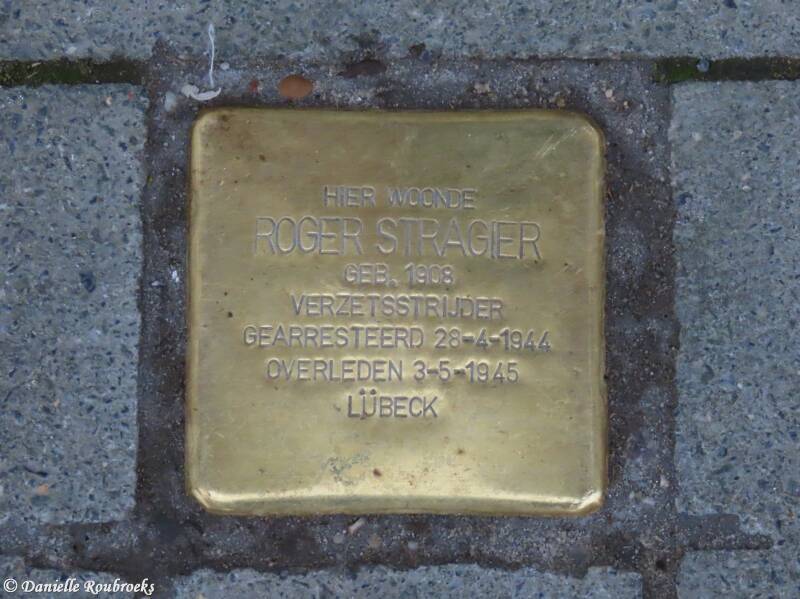 HIER WOONDE
ROGER STRAGIER
GEB. 1908
VERZETSSTRIJDER
GEARRESTEERD 28-4-1944
OVERLEDEN 3-5-1945
LÜBECK
© Danielle Roubroeks